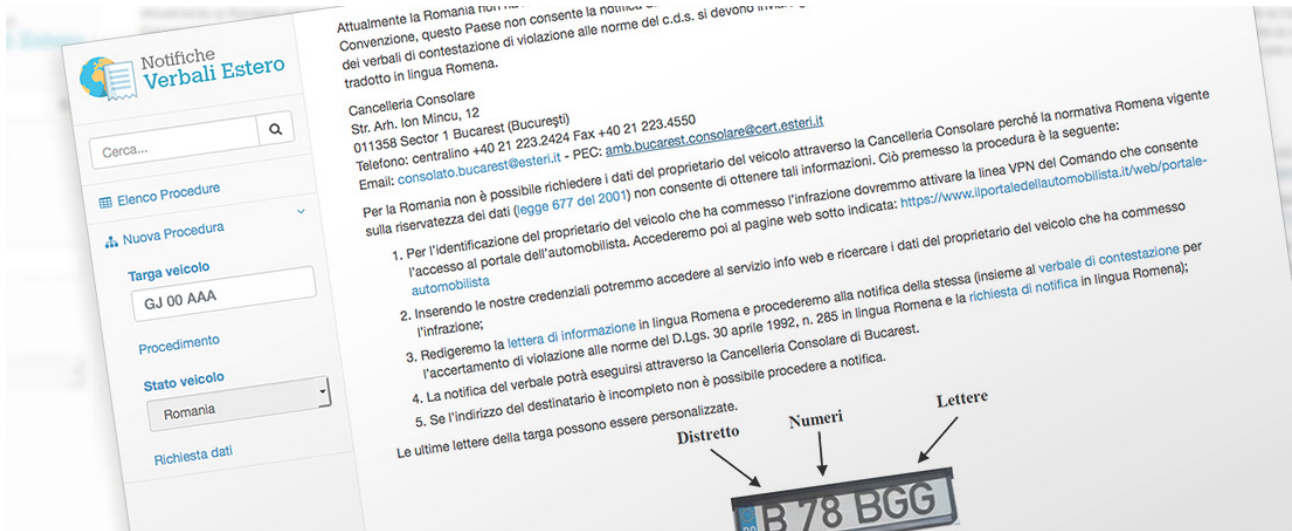 Notifiche
Verbali Estero
Cerca...
Elenco Procedure
Nuova Procedura
Targa veicolo
GJ 00 AAA
Procedimento
Stato veicolo
Romania
Richiesta dati
Attualmente la Romania non
Convenzione, questo Paese non consente la notifica
dei verbali di contestazione di violazione alle norme del c.d.s. si devono
tradotto in lingua Romena.
Cancelleria Consolare
Str. Arh. Ion Mincu, 12
011358 Sector 1 Bucarest (Bucureşti)
Telefono: centralino +40 21 223.2424 Fax +40 21 223.4550
Email: consolato.bucarest@esteri.it - PEC: amb.bucarest.consolare@cert.esteri.it
Per la Romania non è possibile richiedere i dati del proprietario del veicolo attraverso la Cancelleria Consolare perché la normativa Romena vigente
sulla riservatezza dei dati (legge 677 del 2001) non consente di ottenere tali informazioni. Ciò premesso la procedura è la seguente:
1. Per l'identificazione del proprietario del veicolo che ha commesso l'infrazione dovremmo attivare la linea VPN del Comando che consente
l'accesso al portale dell'automobilista. Accederemo poi al pagine web sotto indicata: https://www.ilportaledellautomobilista.it/web/portale-
automobilista
2. Inserendo le nostre credenziali potremmo accedere al servizio info web e ricercare i dati del proprietario del veicolo che ha commesso
l'infrazione;
3. Redigeremo la lettera di informazione in lingua Romena e procederemo alla notifica della stessa (insieme al verbale di contestazione per
l'accertamento di violazione alle norme del D.Lgs. 30 aprile 1992, n. 285 in lingua Romena e la richiesta di notifica in lingua Romena);
4. La notifica del verbale potrà eseguirsi attraverso la Cancelleria Consolare di Bucarest.
5. Se l'indirizzo del destinatario è incompleto non è possibile procedere a notifica.
Le ultime lettere della targa possono essere personalizzate.
Distretto
Numeri
Lettere
B 78 BGG